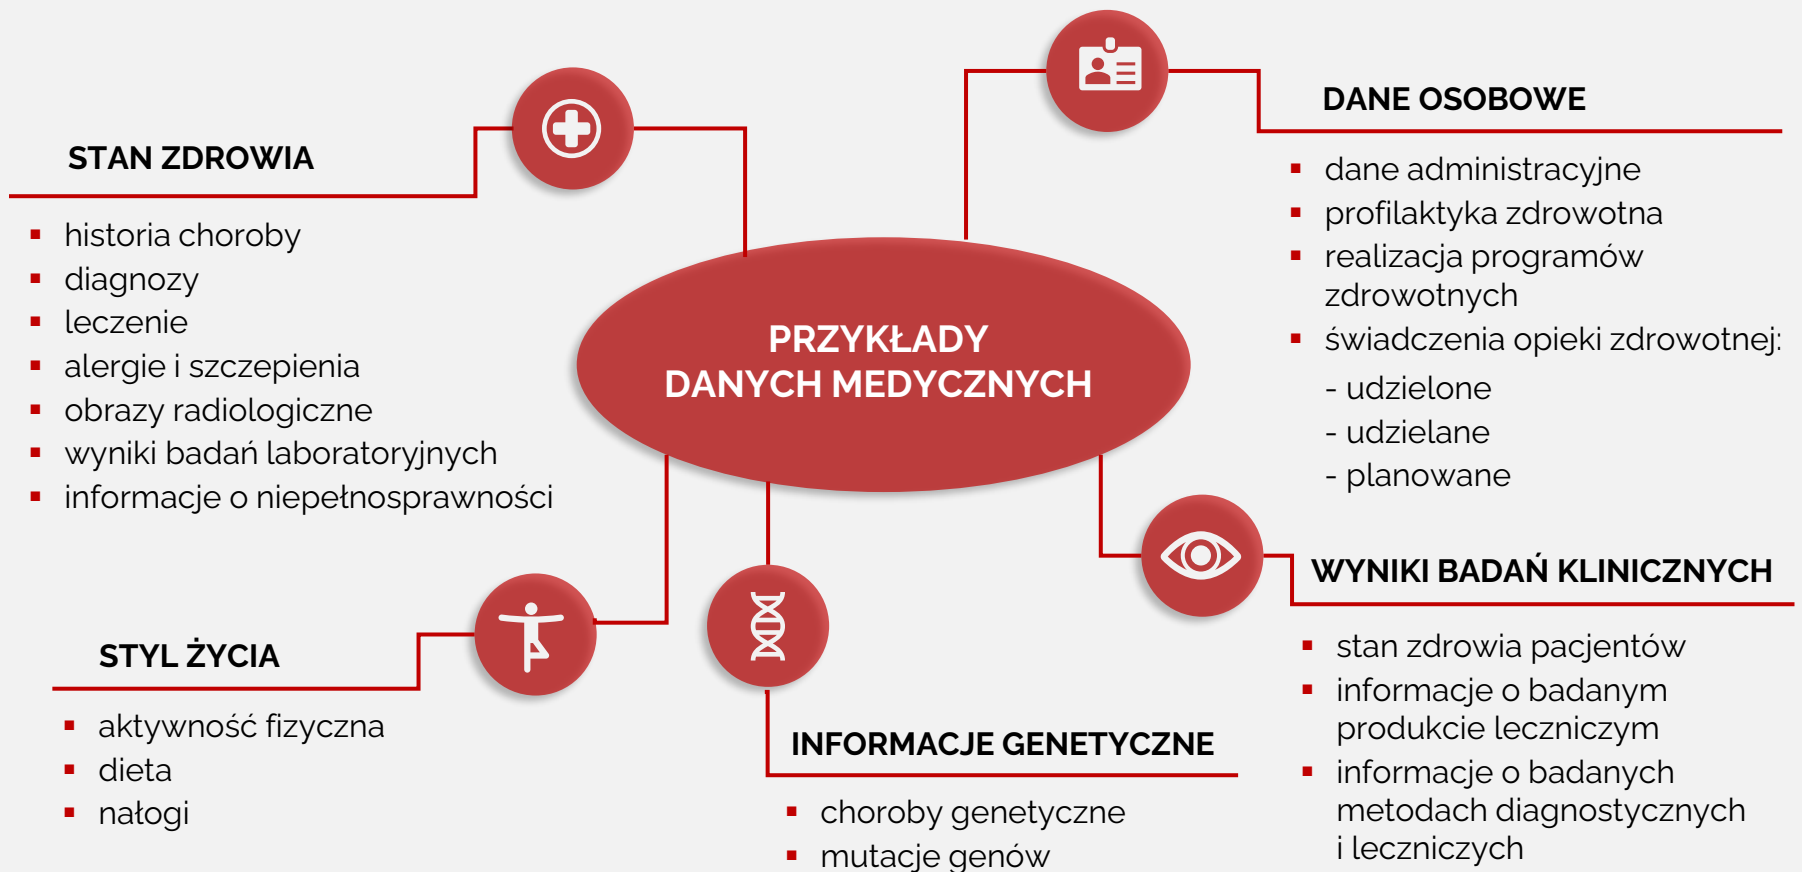 STAN ZDROWIA
▪ historia choroby
▪ diagnozy
▪ leczenie
▪ alergie i szczepienia
▪ obrazy radiologiczne
▪ wyniki badań laboratoryjnych
▪ informacje o niepełnosprawności
DANE OSOBOWE
▪ dane administracyjne
▪ profilaktyka zdrowotna
▪ realizacja programów
zdrowotnych
▪ świadczenia opieki zdrowotnej:
- udzielone
- udzielane
- planowane
PRZYKŁADY
DANYCH MEDYCZNYCH
STYL ŻYCIA
▪ aktywność fizyczna
▪ dieta
▪ nałogi
INFORMACJE GENETYCZNE
▪ choroby genetyczne
▪ mutacje genów
WYNIKI BADAŃ KLINICZNYCH
▪ stan zdrowia pacjentów
▪ informacje o badanym
produkcie leczniczym
▪ informacje o badanych
metodach diagnostycznych
i leczniczych